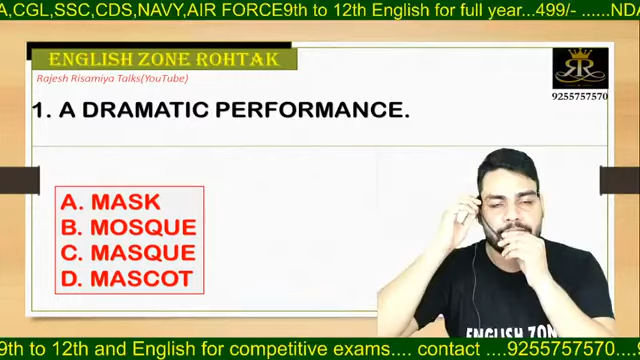 A,CGL,SSC,CDS,NAVY,AIR FORCE9th to 12th English for full year...499/- ......NDA
ENGLISH ZONE ROHTAK
Rajesh Risamiya Talks(YouTube)
9255757570
1. A DRAMATIC PERFORMANCE.
A. MASK
B. MOSQUE
C. MASQUE
D. MASCOT
ENGLISH ZON
9th to 12th and English for competitive exams.... contact ....9255757570...